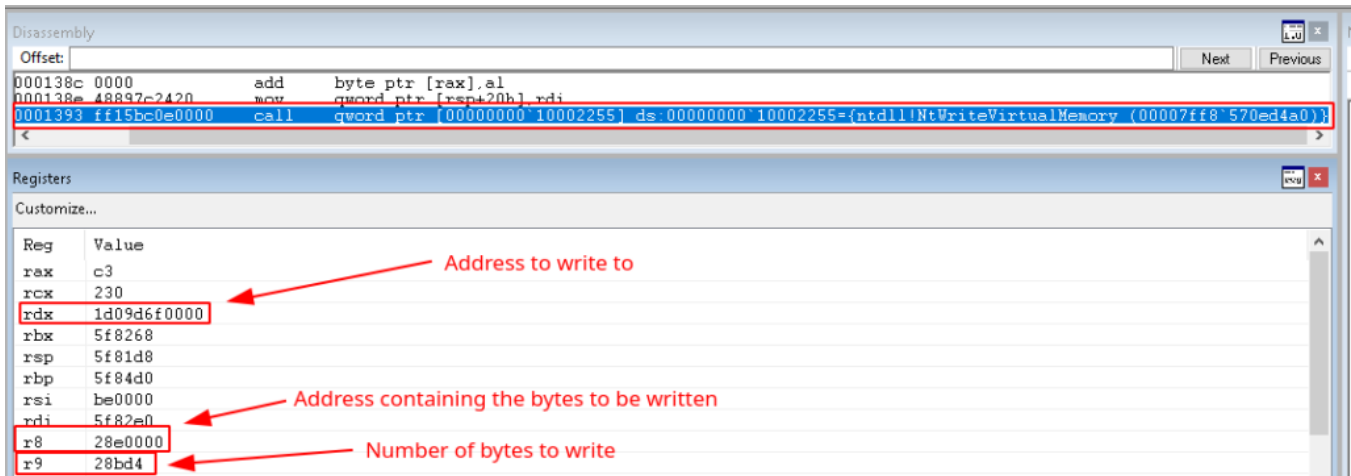 Disassembly
Offset: Next Previous
000138c 0000 add byte ptr [rax],al
000138e 48897c2420 mov qword ptr [rsp+20h],rdi
0001393 ff15bc0e0000 call qword ptr [00000000`10002255] ds:00000000`10002255={ntdll!NtWriteVirtualMemory (00007ff8`570ed4a0)}
Registers
Customize...
Reg Value
rax c3
Address to write to
rcx 230
rdx 1d09d6f0000
rbx 5f8268
rsp 5f81d8
rbp 5f84d0
rsi be0000
Address containing the bytes to be written
rdi 5f82e0
r8 28e0000
Number of bytes to write
r9 28bd4